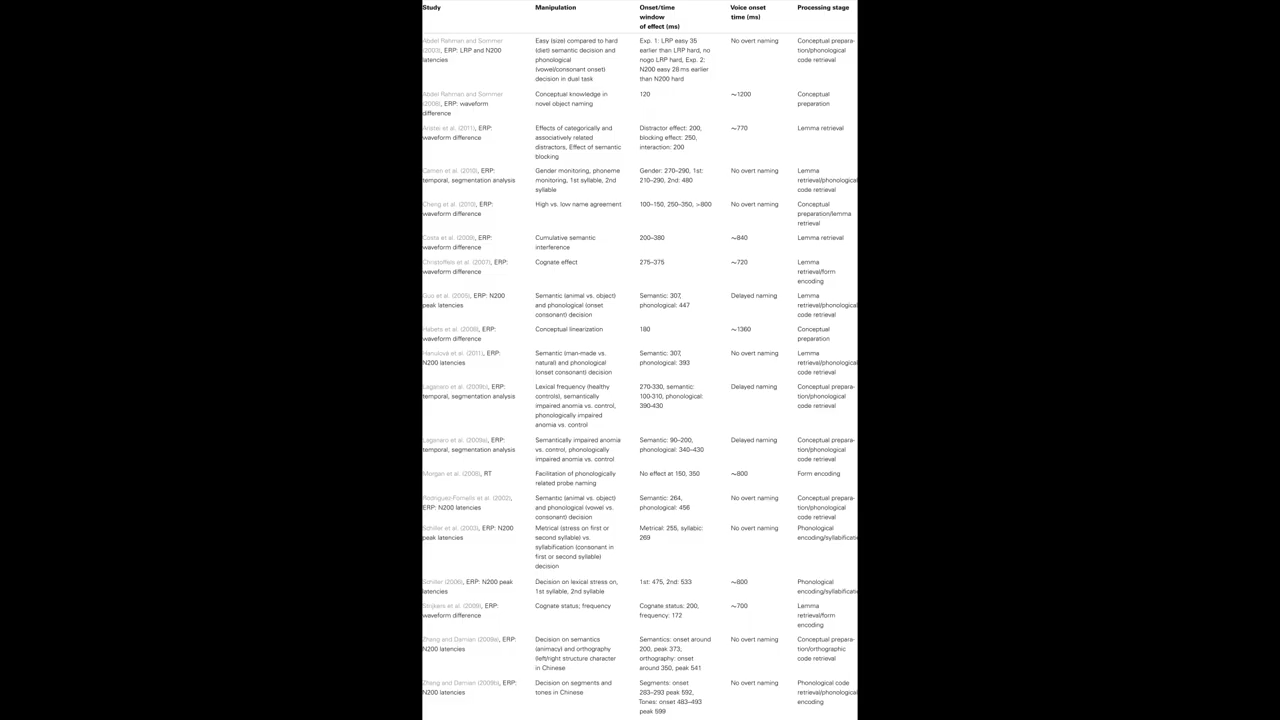 Study Manipulation Onset/time window of effect (ms) Voice onset time (ms) Processing stage
Abdel Rahman and Sommer (2003), ERP: LRP and N200 latencies Easy (size) compared to hard (diet) semantic decision and phonological (vowel/consonant onset) decision in dual task Exp. 1: LRP easy 35 earlier than LRP hard, no nogo LRP hard, Exp. 2: N200 easy 28 ms earlier than N200 hard No overt naming Conceptual prepara-tion/phonological code retrieval
Abdel Rahman and Sommer (2008), ERP: waveform difference Conceptual knowledge in novel object naming 120 ∼1200 Conceptual preparation
Aristei et al. (2011), ERP: waveform difference Effects of categorically and associatively related distractors, Effect of semantic blocking Distractor effect: 200, blocking effect: 250, interaction: 200 ∼770 Lemma retrieval
Camen et al. (2010), ERP: temporal, segmentation analysis Gender monitoring, phoneme monitoring, 1st syllable, 2nd syllable Gender: 270–290, 1st: 210–290, 2nd: 480 No overt naming Lemma retrieval/phonological code retrieval
Cheng et al. (2010), ERP: waveform difference High vs. low name agreement 100–150, 250–350, >800 No overt naming Conceptual preparation/lemma retrieval
Costa et al. (2009), ERP: waveform difference Cumulative semantic interference 200–380 ∼840 Lemma retrieval
Christoffels et al. (2007), ERP: waveform difference Cognate effect 275–375 ∼720 Lemma retrieval/form encoding
Guo et al. (2005), ERP: N200 peak latencies Semantic (animal vs. object) and phonological (onset consonant) decision Semantic: 307, phonological: 447 Delayed naming Lemma retrieval/phonological code retrieval
Habets et al. (2008), ERP: waveform difference Conceptual linearization 180 ∼1360 Conceptual preparation
Hanulová et al. (2011), ERP: N200 latencies Semantic (man-made vs. natural) and phonological (onset consonant) decision Semantic: 307, phonological: 393 No overt naming Lemma retrieval/phonological code retrieval
Laganaro et al. (2009b), ERP: temporal, segmentation analysis Lexical frequency (healthy controls), semantically impaired anomia vs. control, phonologically impaired anomia vs. control 270-330, semantic: 100-310, phonological: 390-430 Delayed naming Conceptual prepara-tion/phonological code retrieval
Laganaro et al. (2009a), ERP: temporal, segmentation analysis Semantically impaired anomia vs. control, phonologically impaired anomia vs. control Semantic: 90–200, phonological: 340–430 Delayed naming Conceptual prepara-tion/phonological code retrieval
Morgan et al. (2008), RT Facilitation of phonologically related probe naming No effect at 150, 350 ∼800 Form encoding
Rodriguez-Fornells et al. (2002), ERP: N200 latencies Semantic (animal vs. object) and phonological (vowel vs. consonant) decision Semantic: 264, phonological: 456 No overt naming Conceptual prepara-tion/phonological code retrieval
Schiller et al. (2003), ERP: N200 peak latencies Metrical (stress on first or second syllable) vs. syllabification (consonant in first or second syllable) decision Metrical: 255, syllabic: 269 No overt naming Phonological encoding/syllabificati
Schiller (2006), ERP: N200 peak latencies Decision on lexical stress on, 1st syllable, 2nd syllable 1st: 475, 2nd: 533 ∼800 Phonological encoding/syllabificati
Strijkers et al. (2009), ERP: waveform difference Cognate status; frequency Cognate status: 200, frequency: 172 ∼700 Lemma retrieval/form encoding
Zhang and Damian (2009a), ERP: N200 latencies Decision on semantics (animacy) and orthography (left/right structure character in Chinese Semantics: onset around 200, peak 373, orthography: onset around 350, peak 541 No overt naming Conceptual prepara-tion/orthographic code retrieval
Zhang and Damian (2009b), ERP: N200 latencies Decision on segments and tones in Chinese Segments: onset 283–293 peak 592, Tones: onset 483–493 peak 599 No overt naming Phonological code retrieval/phonological encoding